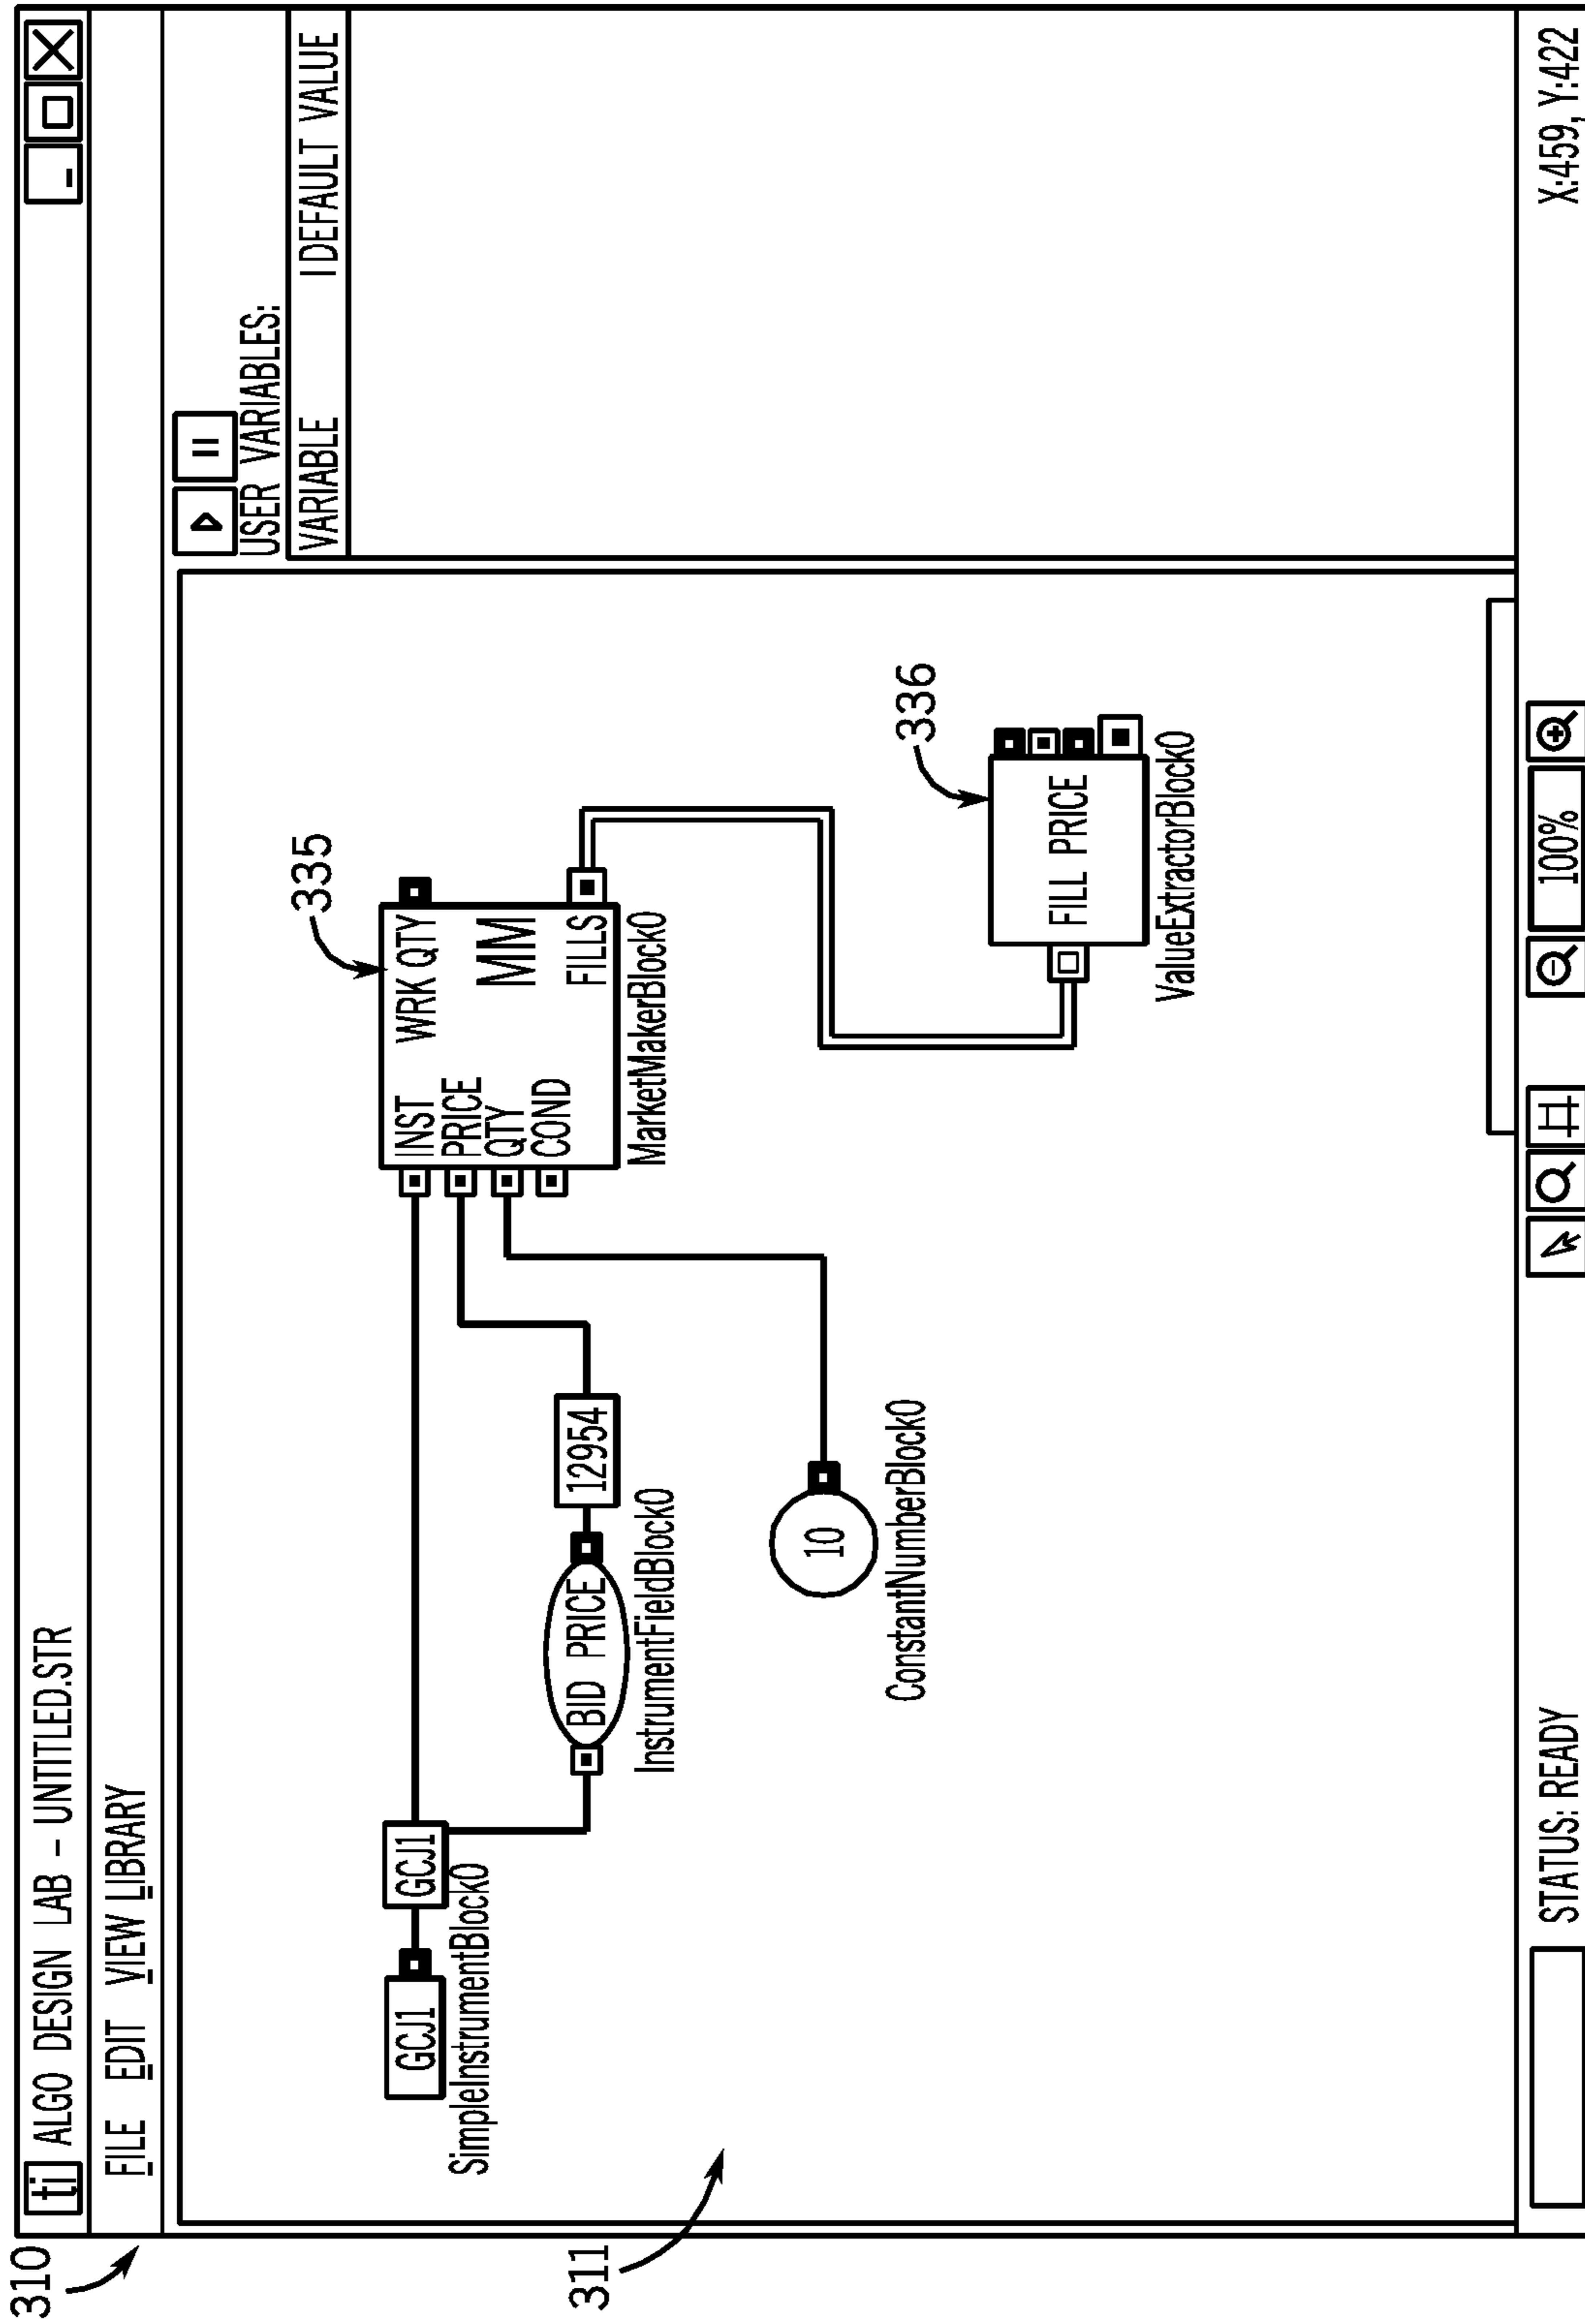 310
ti ALGO DESIGN LAB – UNTITLED.STR
FILE EDIT VIEW LIBRARY
USER VARIABLES:
VARIABLE | DEFAULT VALUE
335
GCJ1
GCJ1
SimpleInstrumentBlock0
INST
PRICE
QTY
COND
WRK QTY
MM
FILLS
MarketMakerBlock0
BID PRICE
12954
InstrumentFieldBlock0
311
10
ConstantNumberBlock0
336
FILL PRICE
ValueExtractorBlock0
STATUS: READY
100%
X:459, Y:422